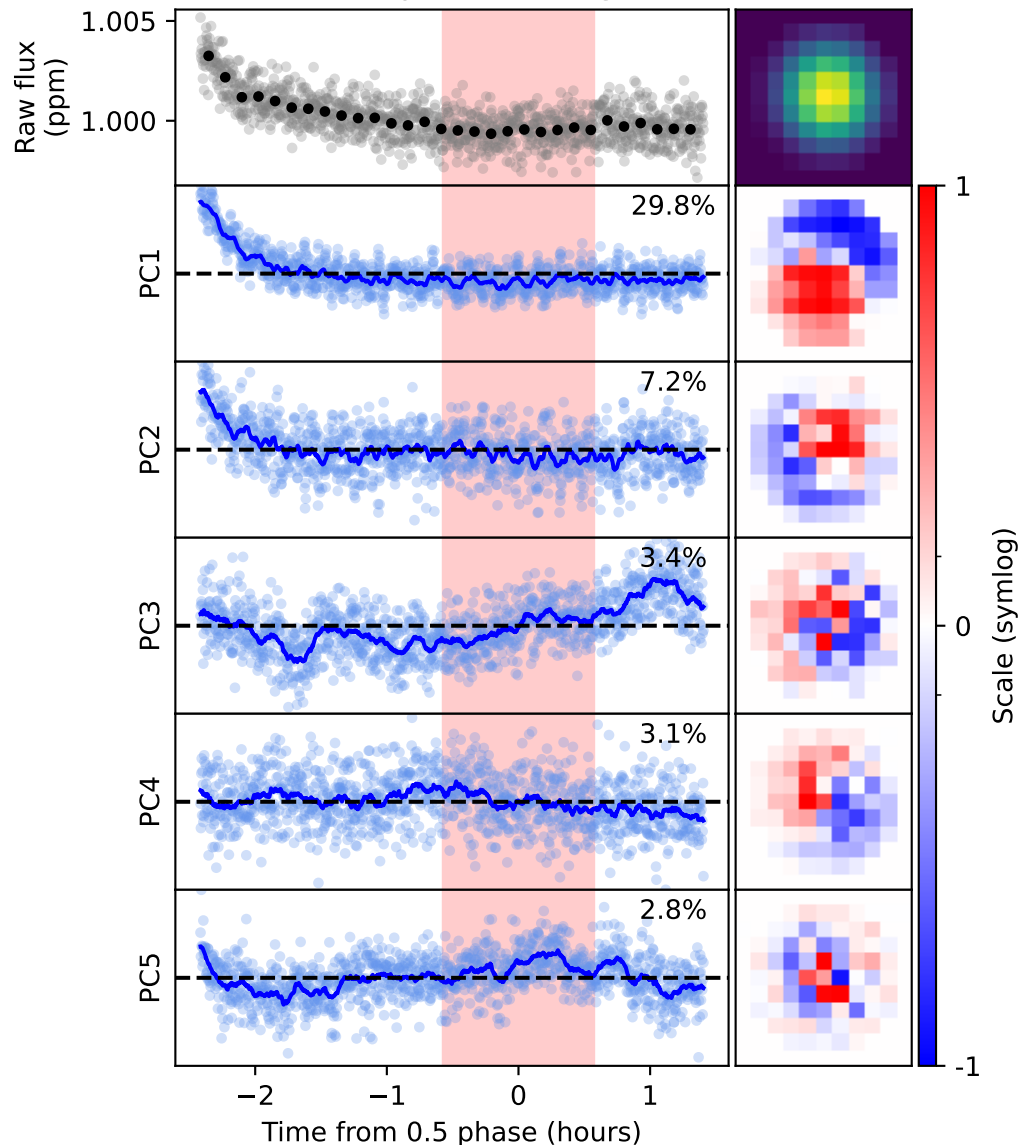 Raw flux
(ppm)
1.005
1.000
PC1
29.8%
PC2
7.2%
PC3
3.4%
PC4
3.1%
PC5
2.8%
−2
−1
0
1
Time from 0.5 phase (hours)
1
0
-1
Scale (symlog)